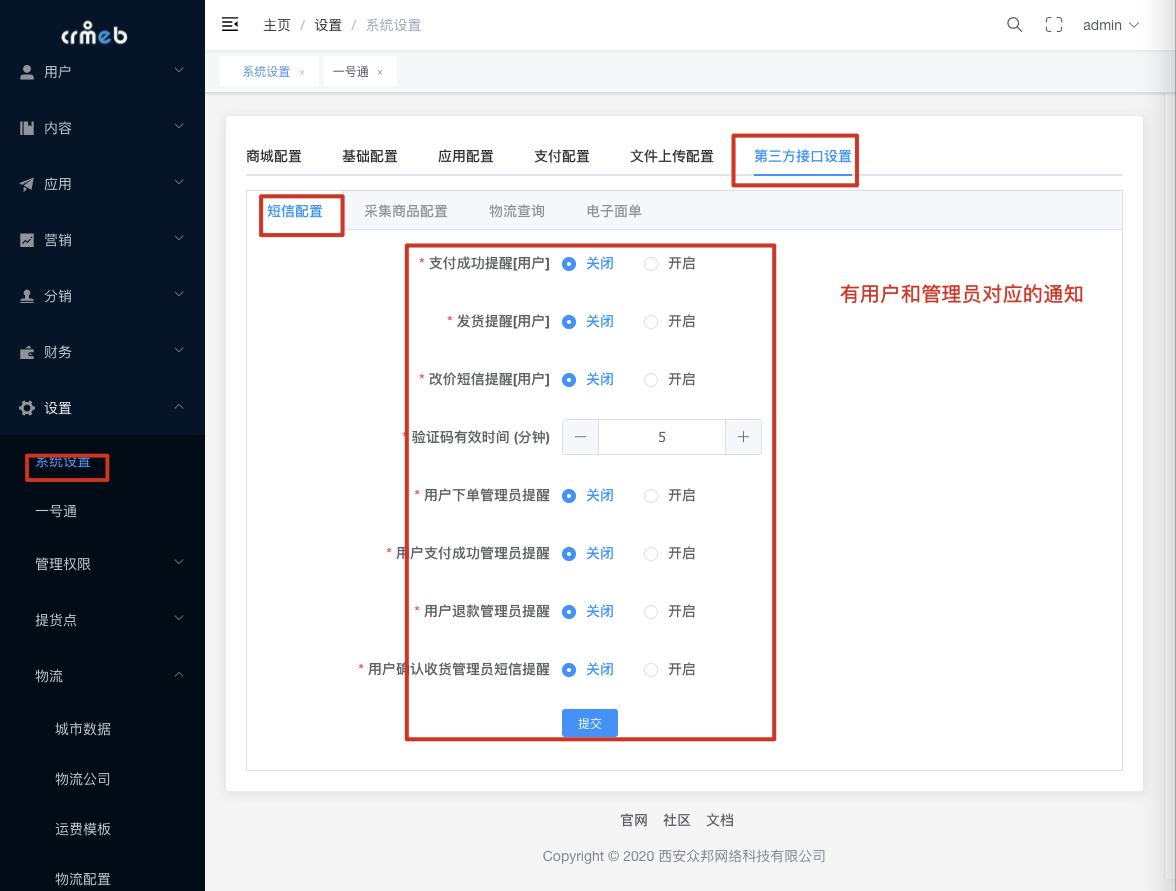 crmeb
主页 / 设置 / 系统设置
admin
系统设置 ×
一号通 ×
用户
内容
应用
营销
分销
财务
设置
系统设置
一号通
管理权限
提货点
物流
城市数据
物流公司
运费模板
物流配置
商城配置
基础配置
应用配置
支付配置
文件上传配置
第三方接口设置
短信配置
采集商品配置
物流查询
电子面单
* 支付成功提醒[用户] 关闭 开启
有用户和管理员对应的通知
* 发货提醒[用户] 关闭 开启
* 改价短信提醒[用户] 关闭 开启
* 验证码有效时间 (分钟) — 5 +
* 用户下单管理员提醒 关闭 开启
* 用户支付成功管理员提醒 关闭 开启
* 用户退款管理员提醒 关闭 开启
* 用户确认收货管理员短信提醒 关闭 开启
提交
官网 社区 文档
Copyright © 2020 西安众邦网络科技有限公司